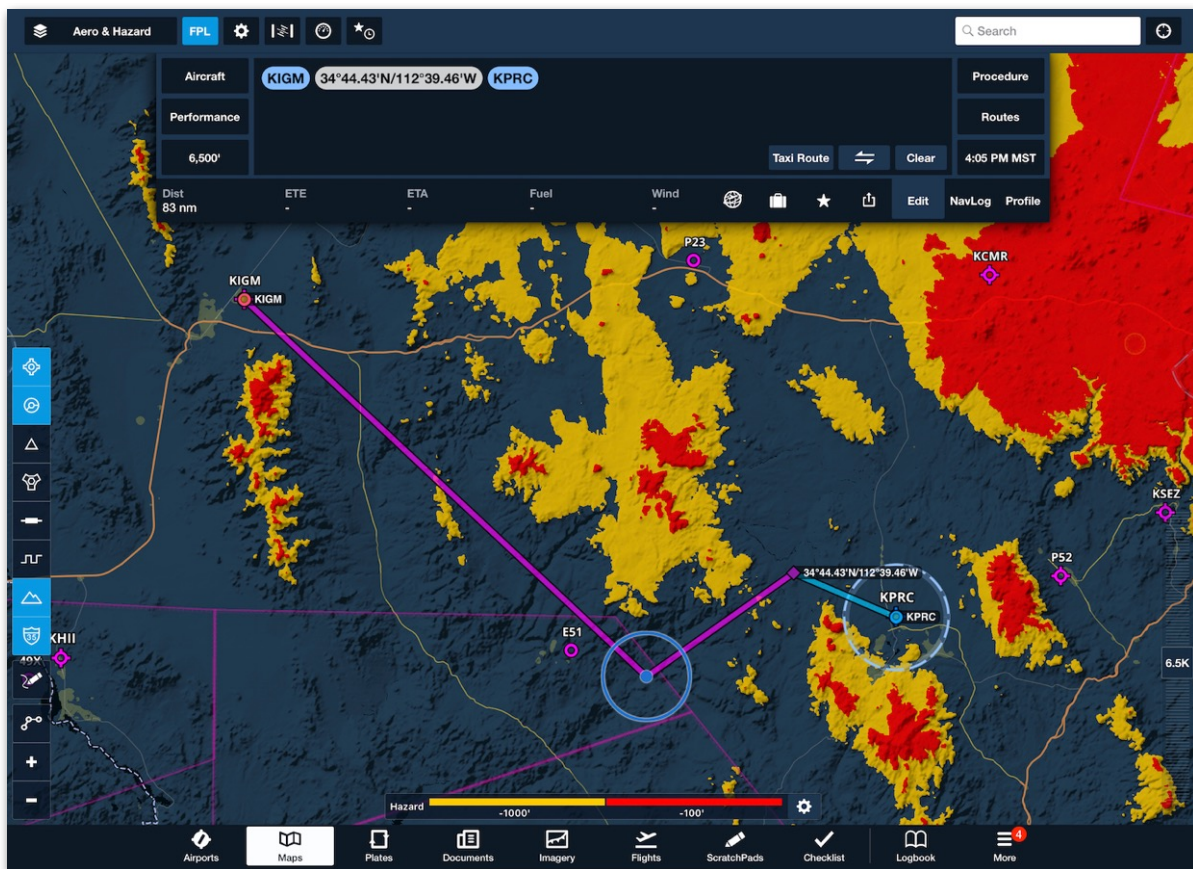 Aero & Hazard
FPL
Search
Aircraft
KIGM 34°44.43'N/112°39.46'W KPRC
Procedure
Performance
Routes
6,500'
Taxi Route
Clear
4:05 PM MST
Dist
83 nm
ETE
-
ETA
-
Fuel
-
Wind
-
Edit
NavLog
Profile
P23
KCMR
KIGM
KIGM
KSEZ
P52
34°44.43'N/112°39.46'W
KPRC
KPRC
E51
KHII
35
6.5K
Hazard
-1000'
-100'
Airports
Maps
Plates
Documents
Imagery
Flights
ScratchPads
Checklist
Logbook
More
4